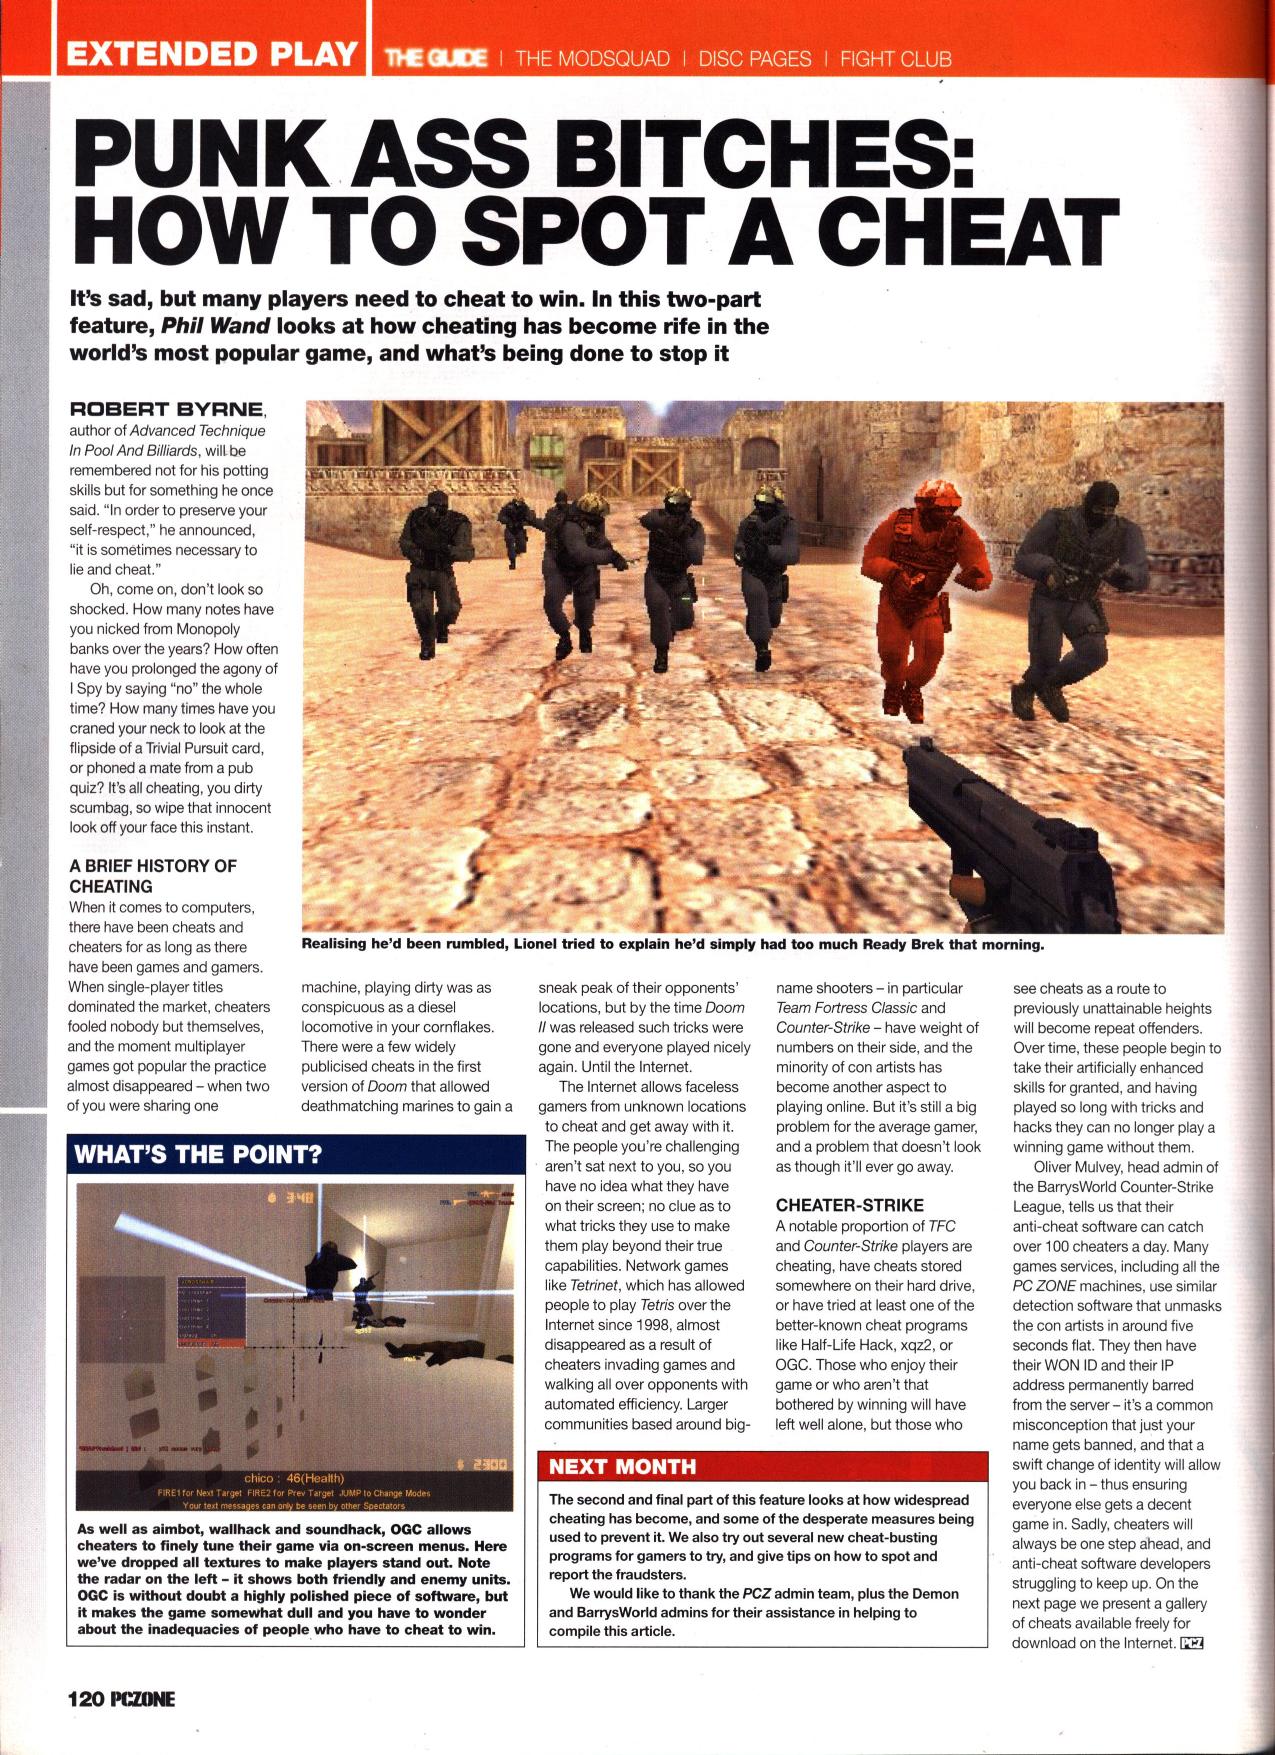 EXTENDED PLAY
THE GUIDE | THE MODSQUAD | DISC PAGES | FIGHT CLUB
PUNK ASS BITCHES:
HOW TO SPOT A CHEAT
It's sad, but many players need to cheat to win. In this two-part
feature, Phil Wand looks at how cheating has become rife in the
world's most popular game, and what's being done to stop it
ROBERT BYRNE,
author of Advanced Technique
In Pool And Billiards, will be
remembered not for his potting
skills but for something he once
said. “In order to preserve your
self-respect,” he announced,
“it is sometimes necessary to
lie and cheat.”
Oh, come on, don't look so
shocked. How many notes have
you nicked from Monopoly
banks over the years? How often
have you prolonged the agony of
I Spy by saying “no” the whole
time? How many times have you
craned your neck to look at the
flipside of a Trivial Pursuit card,
or phoned a mate from a pub
quiz? It's all cheating, you dirty
scumbag, so wipe that innocent
look off your face this instant.
A BRIEF HISTORY OF
CHEATING
When it comes to computers,
there have been cheats and
cheaters for as long as there
have been games and gamers.
When single-player titles
dominated the market, cheaters
fooled nobody but themselves,
and the moment multiplayer
games got popular the practice
almost disappeared – when two
of you were sharing one
Realising he'd been rumbled, Lionel tried to explain he'd simply had too much Ready Brek that morning.
machine, playing dirty was as
conspicuous as a diesel
locomotive in your cornflakes.
There were a few widely
publicised cheats in the first
version of Doom that allowed
deathmatching marines to gain a
sneak peak of their opponents'
locations, but by the time Doom
II was released such tricks were
gone and everyone played nicely
again. Until the Internet.
The Internet allows faceless
gamers from unknown locations
to cheat and get away with it.
The people you're challenging
aren't sat next to you, so you
have no idea what they have
on their screen; no clue as to
what tricks they use to make
them play beyond their true
capabilities. Network games
like Tetrinet, which has allowed
people to play Tetris over the
Internet since 1998, almost
disappeared as a result of
cheaters invading games and
walking all over opponents with
automated efficiency. Larger
communities based around big-
name shooters – in particular
Team Fortress Classic and
Counter-Strike – have weight of
numbers on their side, and the
minority of con artists has
become another aspect to
playing online. But it's still a big
problem for the average gamer,
and a problem that doesn't look
as though it'll ever go away.
CHEATER-STRIKE
A notable proportion of TFC
and Counter-Strike players are
cheating, have cheats stored
somewhere on their hard drive,
or have tried at least one of the
better-known cheat programs
like Half-Life Hack, xqz2, or
OGC. Those who enjoy their
game or who aren't that
bothered by winning will have
left well alone, but those who
see cheats as a route to
previously unattainable heights
will become repeat offenders.
Over time, these people begin to
take their artificially enhanced
skills for granted, and having
played so long with tricks and
hacks they can no longer play a
winning game without them.
Oliver Mulvey, head admin of
the BarrysWorld Counter-Strike
League, tells us that their
anti-cheat software can catch
over 100 cheaters a day. Many
games services, including all the
PC ZONE machines, use similar
detection software that unmasks
the con artists in around five
seconds flat. They then have
their WON ID and their IP
address permanently barred
from the server – it's a common
misconception that just your
name gets banned, and that a
swift change of identity will allow
you back in – thus ensuring
everyone else gets a decent
game in. Sadly, cheaters will
always be one step ahead, and
anti-cheat software developers
struggling to keep up. On the
next page we present a gallery
of cheats available freely for
download on the Internet. PCZ
WHAT'S THE POINT?
3:48
$ 2300
chico : 46(Health)
FIRE1 for Next Target FIRE2 for Prev Target JUMP to Change Modes
Your text messages can only be seen by other Spectators
As well as aimbot, wallhack and soundhack, OGC allows
cheaters to finely tune their game via on-screen menus. Here
we've dropped all textures to make players stand out. Note
the radar on the left – it shows both friendly and enemy units.
OGC is without doubt a highly polished piece of software, but
it makes the game somewhat dull and you have to wonder
about the inadequacies of people who have to cheat to win.
NEXT MONTH
The second and final part of this feature looks at how widespread
cheating has become, and some of the desperate measures being
used to prevent it. We also try out several new cheat-busting
programs for gamers to try, and give tips on how to spot and
report the fraudsters.
We would like to thank the PCZ admin team, plus the Demon
and BarrysWorld admins for their assistance in helping to
compile this article.
120 PCZONE